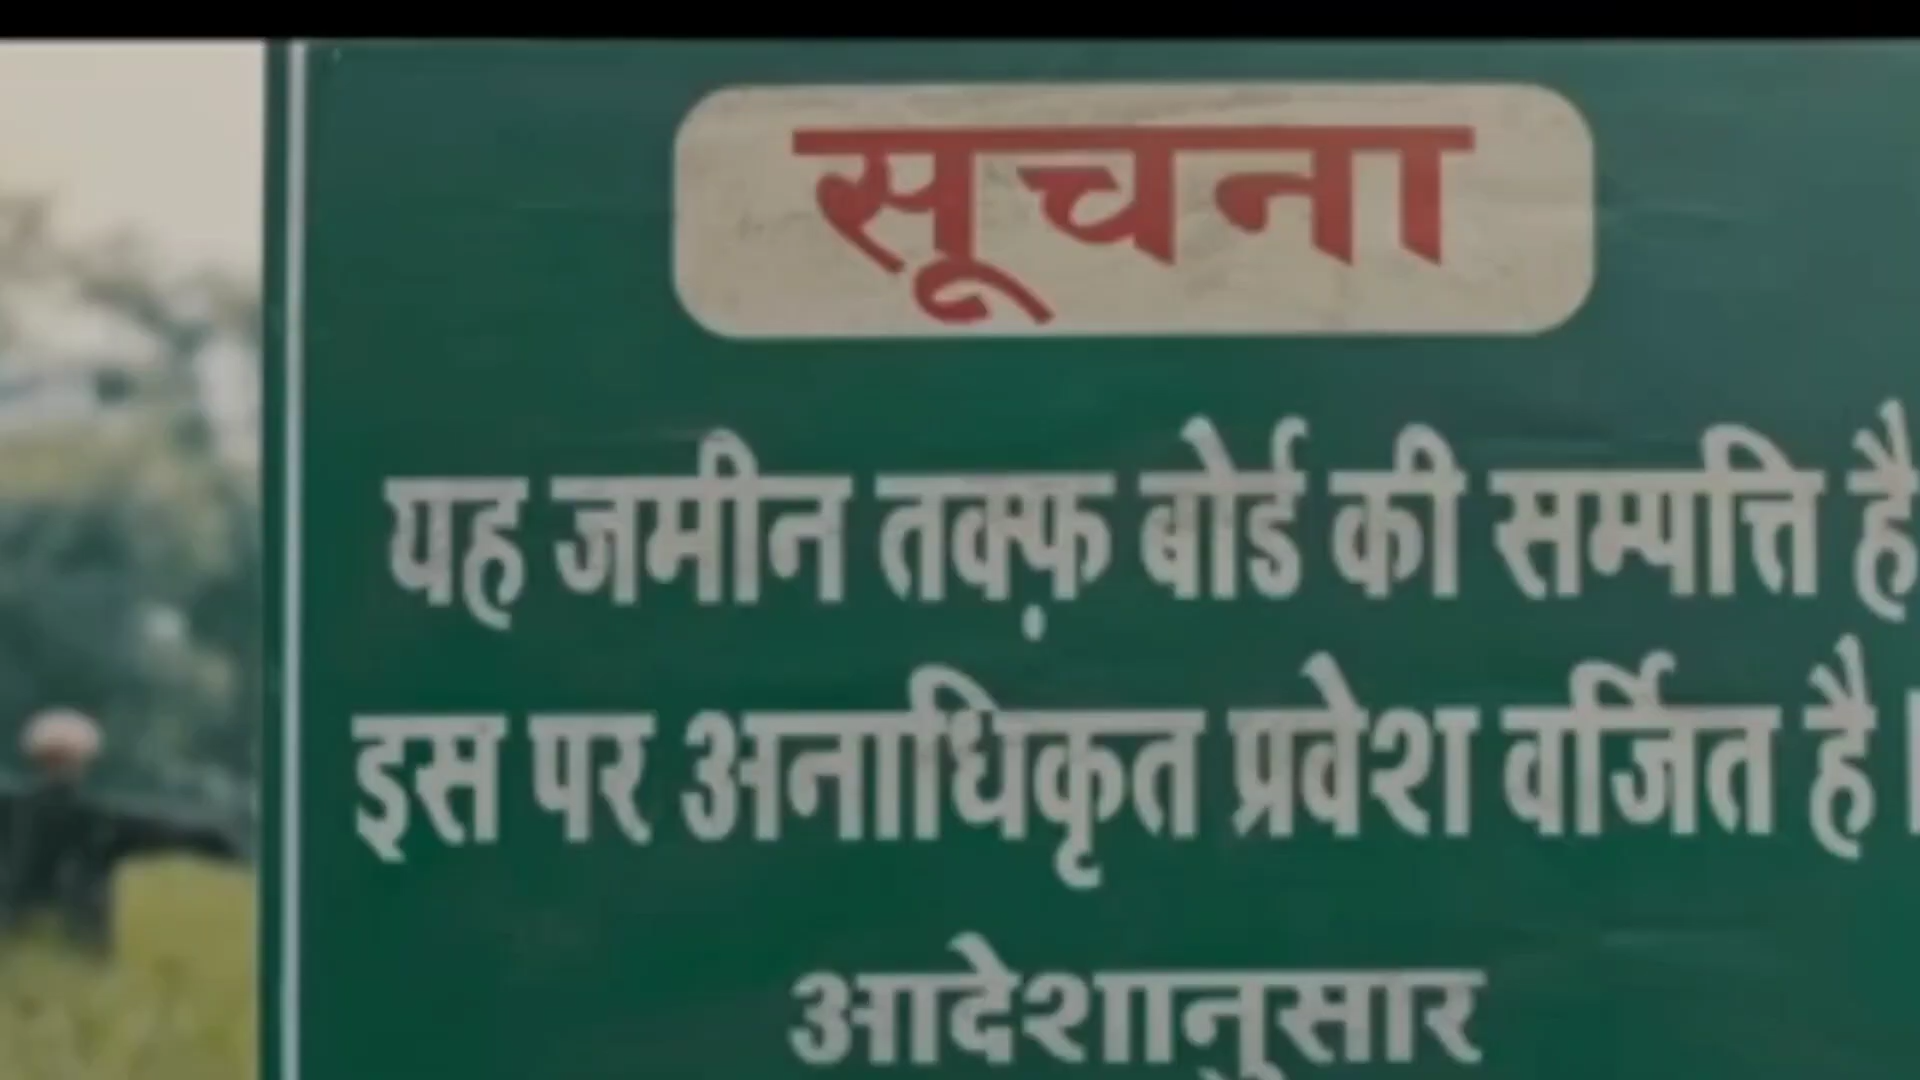 सूचना
यह जमीन तक्फ़ बोर्ड की सम्पत्ति है
इस पर अनाधिकृत प्रवेश वर्जित है।
आदेशानुसार